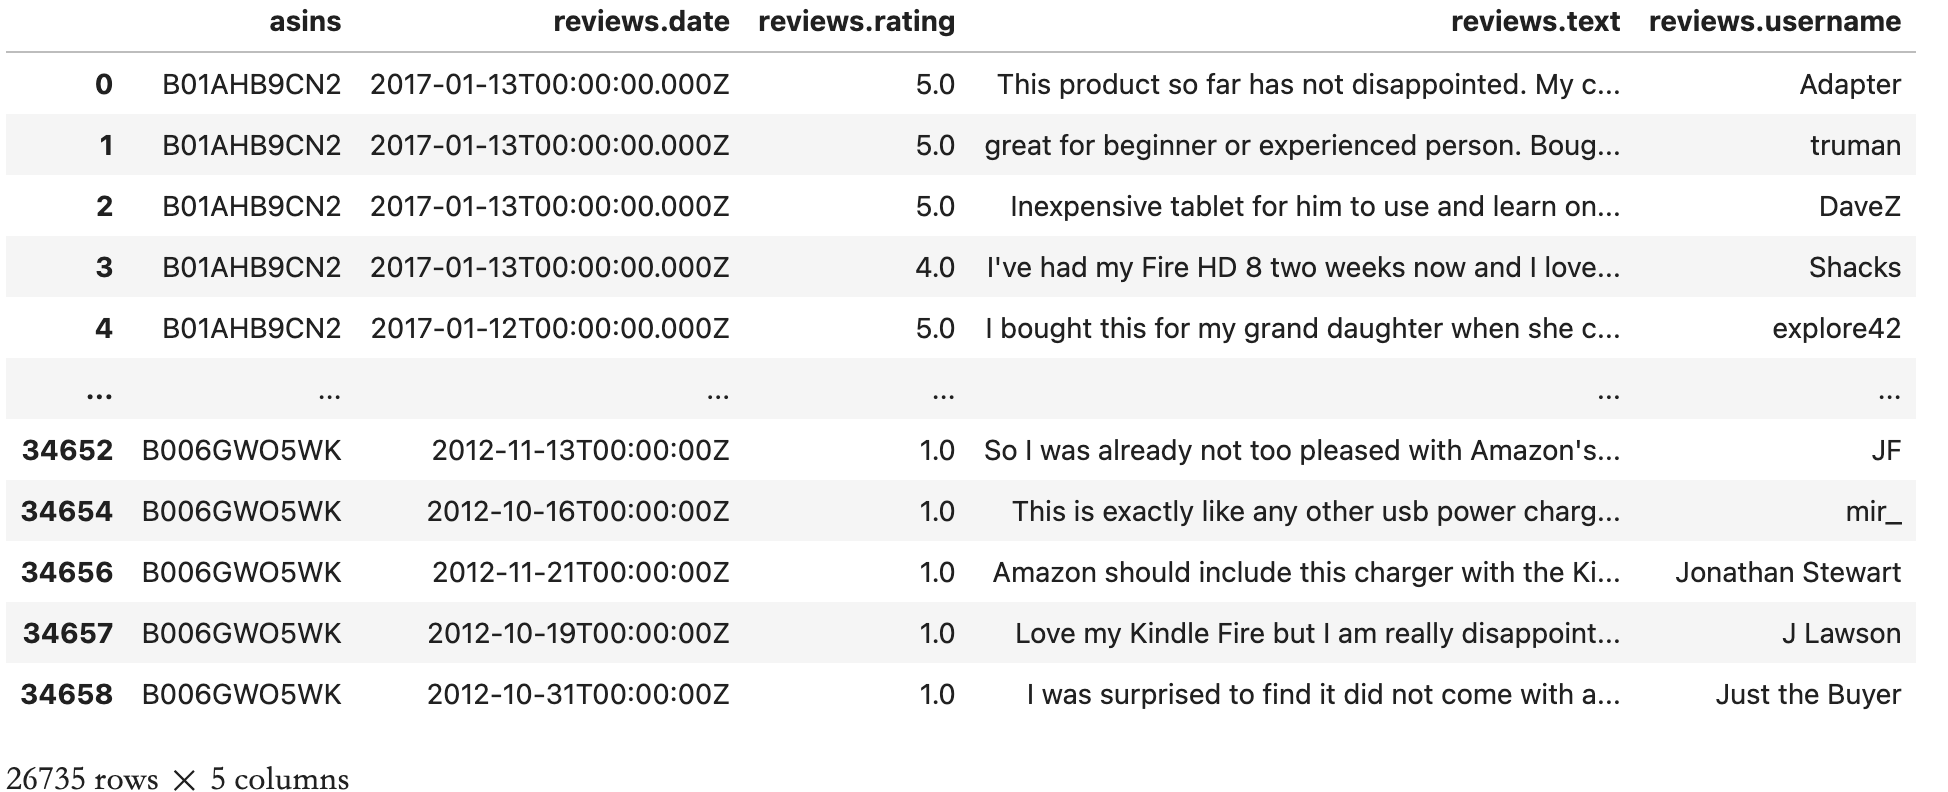 asins reviews.date reviews.rating reviews.text reviews.username
0 B01AHB9CN2 2017-01-13T00:00:00.000Z 5.0 This product so far has not disappointed. My c... Adapter
1 B01AHB9CN2 2017-01-13T00:00:00.000Z 5.0 great for beginner or experienced person. Boug... truman
2 B01AHB9CN2 2017-01-13T00:00:00.000Z 5.0 Inexpensive tablet for him to use and learn on... DaveZ
3 B01AHB9CN2 2017-01-13T00:00:00.000Z 4.0 I've had my Fire HD 8 two weeks now and I love... Shacks
4 B01AHB9CN2 2017-01-12T00:00:00.000Z 5.0 I bought this for my grand daughter when she c... explore42
... ... ... ... ... ...
34652 B006GWO5WK 2012-11-13T00:00:00Z 1.0 So I was already not too pleased with Amazon's... JF
34654 B006GWO5WK 2012-10-16T00:00:00Z 1.0 This is exactly like any other usb power charg... mir_
34656 B006GWO5WK 2012-11-21T00:00:00Z 1.0 Amazon should include this charger with the Ki... Jonathan Stewart
34657 B006GWO5WK 2012-10-19T00:00:00Z 1.0 Love my Kindle Fire but I am really disappoint... J Lawson
34658 B006GWO5WK 2012-10-31T00:00:00Z 1.0 I was surprised to find it did not come with a... Just the Buyer
26735 rows × 5 columns